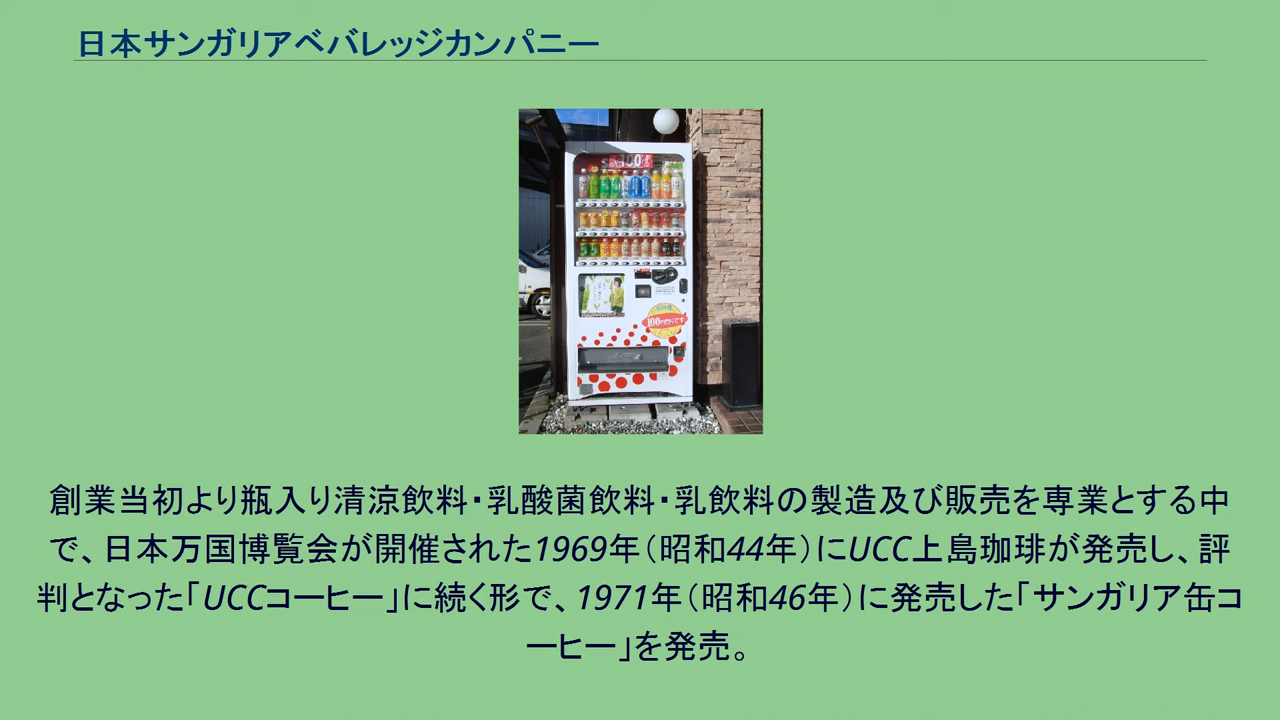 日本サンガリアベバレッジカンパニー
創業当初より瓶入り清涼飲料・乳酸菌飲料・乳飲料の製造及び販売を専業とする中
で、日本万国博覧会が開催された1969年（昭和44年）にUCC上島珈琲が発売し、評
判となった「UCCコーヒー」に続く形で、1971年（昭和46年）に発売した「サンガリア缶コ
ーヒー」を発売。